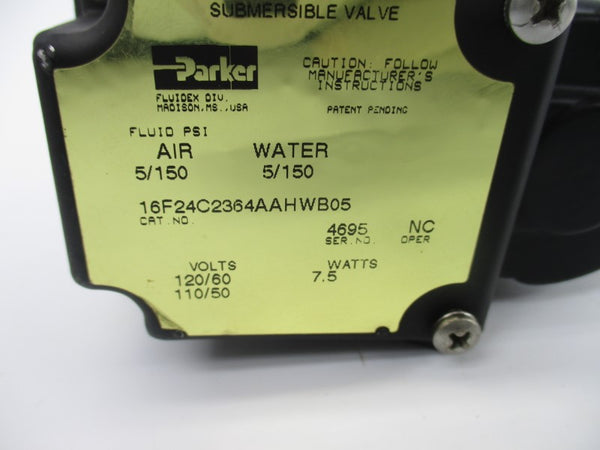 SUBMERSIBLE VALVE
Parker
FLUIDEX DIV.
MADISON,MS.,USA
CAUTION: FOLLOW
MANUFACTURER'S
INSTRUCTIONS
PATENT PENDING
FLUID PSI
AIR WATER
5/150 5/150
16F24C2364AAHWB05
CAT.NO.
4695 NC
SER.NO. OPER
VOLTS WATTS
120/60 7.5
110/50